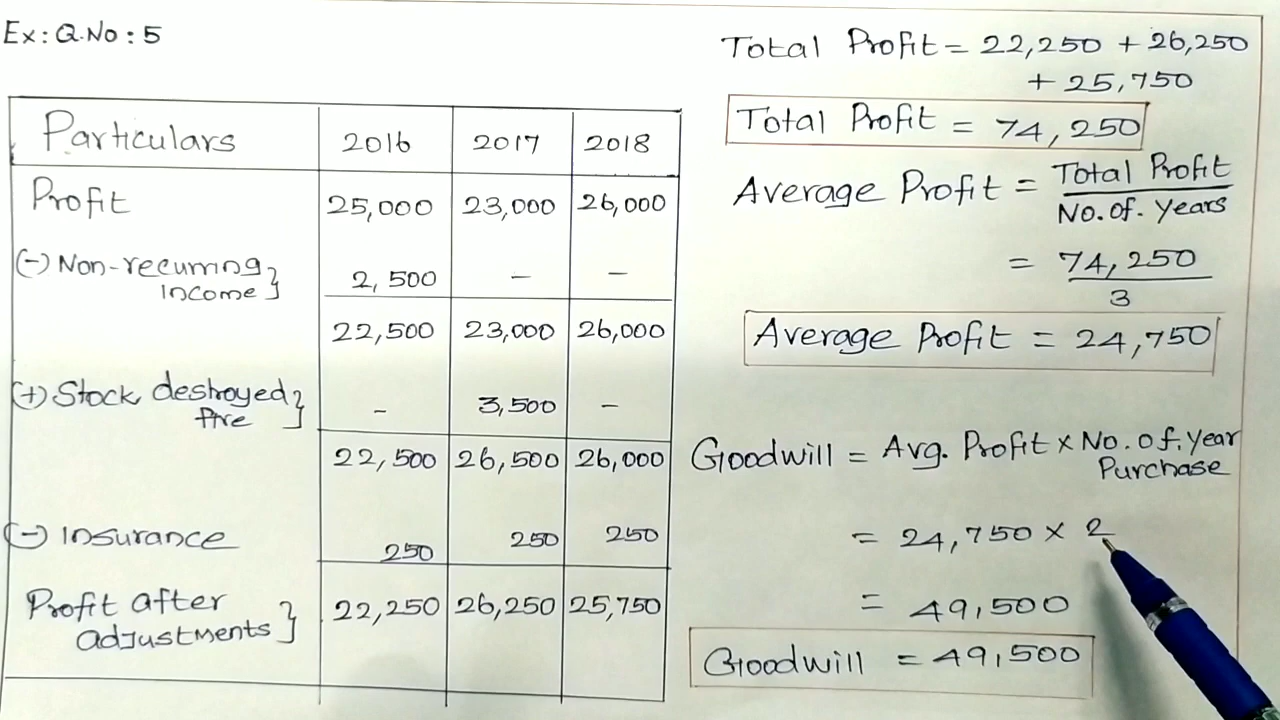 Ex: Q.No: 5
Particulars 2016 2017 2018
Profit 25,000 23,000 26,000
(-) Non-recurring
Income} 2,500 - -
22,500 23,000 26,000
(+) Stock destroyed
fire} - 3,500 -
22,500 26,500 26,000
(-) Insurance 250 250 250
Profit after
adjustments} 22,250 26,250 25,750
Total Profit = 22,250 + 26,250
+ 25,750
Total Profit = 74,250
Average Profit = Total Profit
No. of. years
= 74,250
3
Average Profit = 24,750
Goodwill = Avg. Profit × No. of. year
Purchase
= 24,750 × 2
= 49,500
Goodwill = 49,500